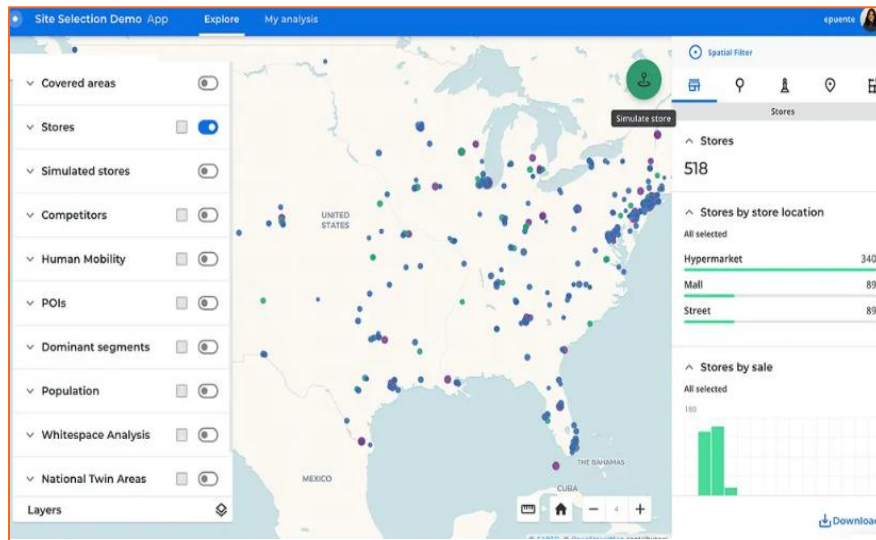 Site Selection Demo App
Explore
My analysis
epuente
Covered areas
Stores
Simulated stores
Competitors
Human Mobility
POIs
Dominant segments
Population
Whitespace Analysis
National Twin Areas
Layers
UNITED
STATES
MEXICO
THE BAHAMAS
CUBA
Simulate store
4
Spatial Filter
Stores
Stores
518
Stores by store location
All selected
Hypermarket 340
Mall 89
Street 89
Stores by sale
All selected
180
Download